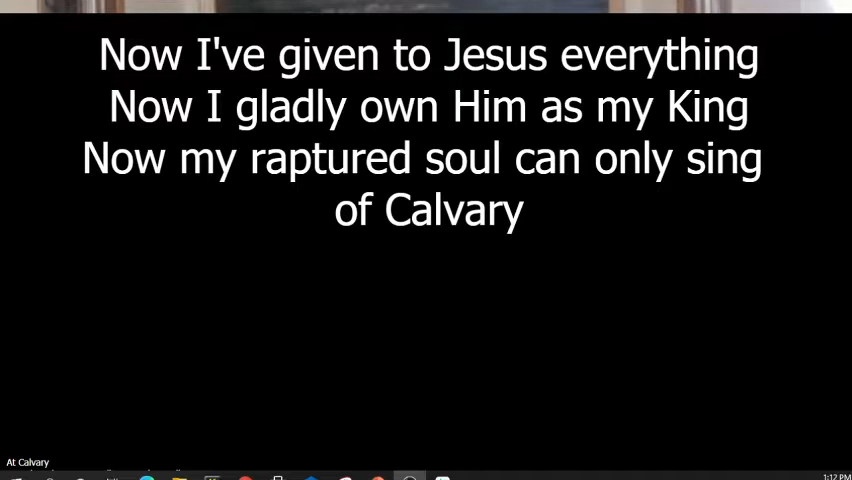 Now I've given to Jesus everything
Now I gladly own Him as my King
Now my raptured soul can only sing
of Calvary
At Calvary
1:12 PM